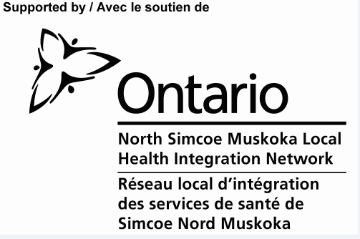 Supported by / Avec le soutien de
Ontario
North Simcoe Muskoka Local
Health Integration Network
Réseau local d'intégration
des services de santé de
Simcoe Nord Muskoka